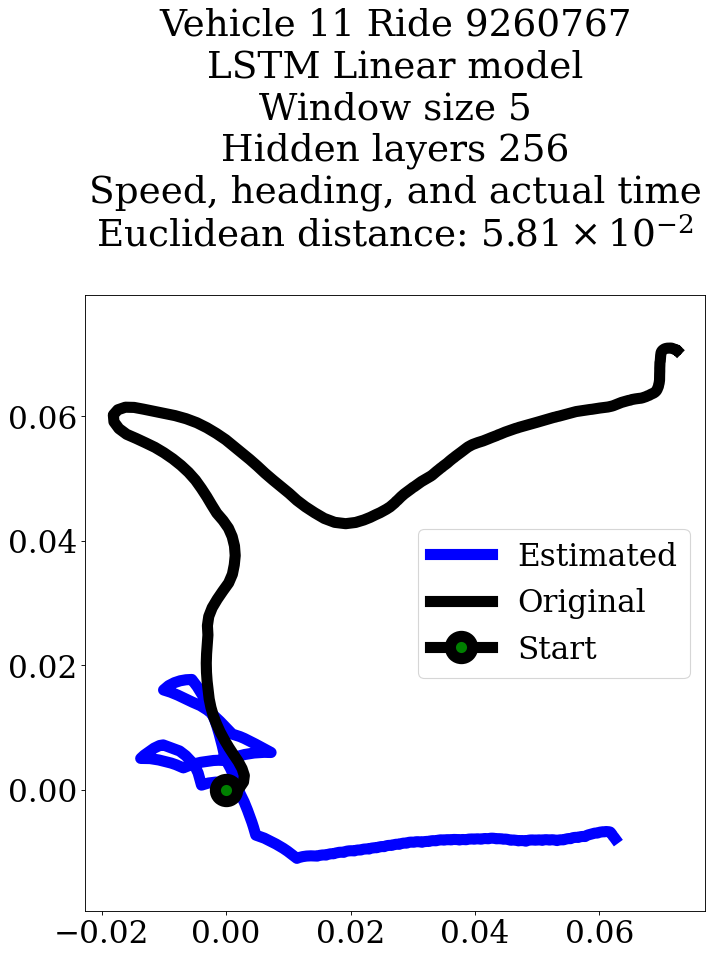 Vehicle 11 Ride 9260767
LSTM Linear model
Window size 5
Hidden layers 256
Speed, heading, and actual time
Euclidean distance: 5.81 × 10⁻²
0.06
0.04
0.02
0.00
Estimated
Original
Start
−0.02 0.00 0.02 0.04 0.06